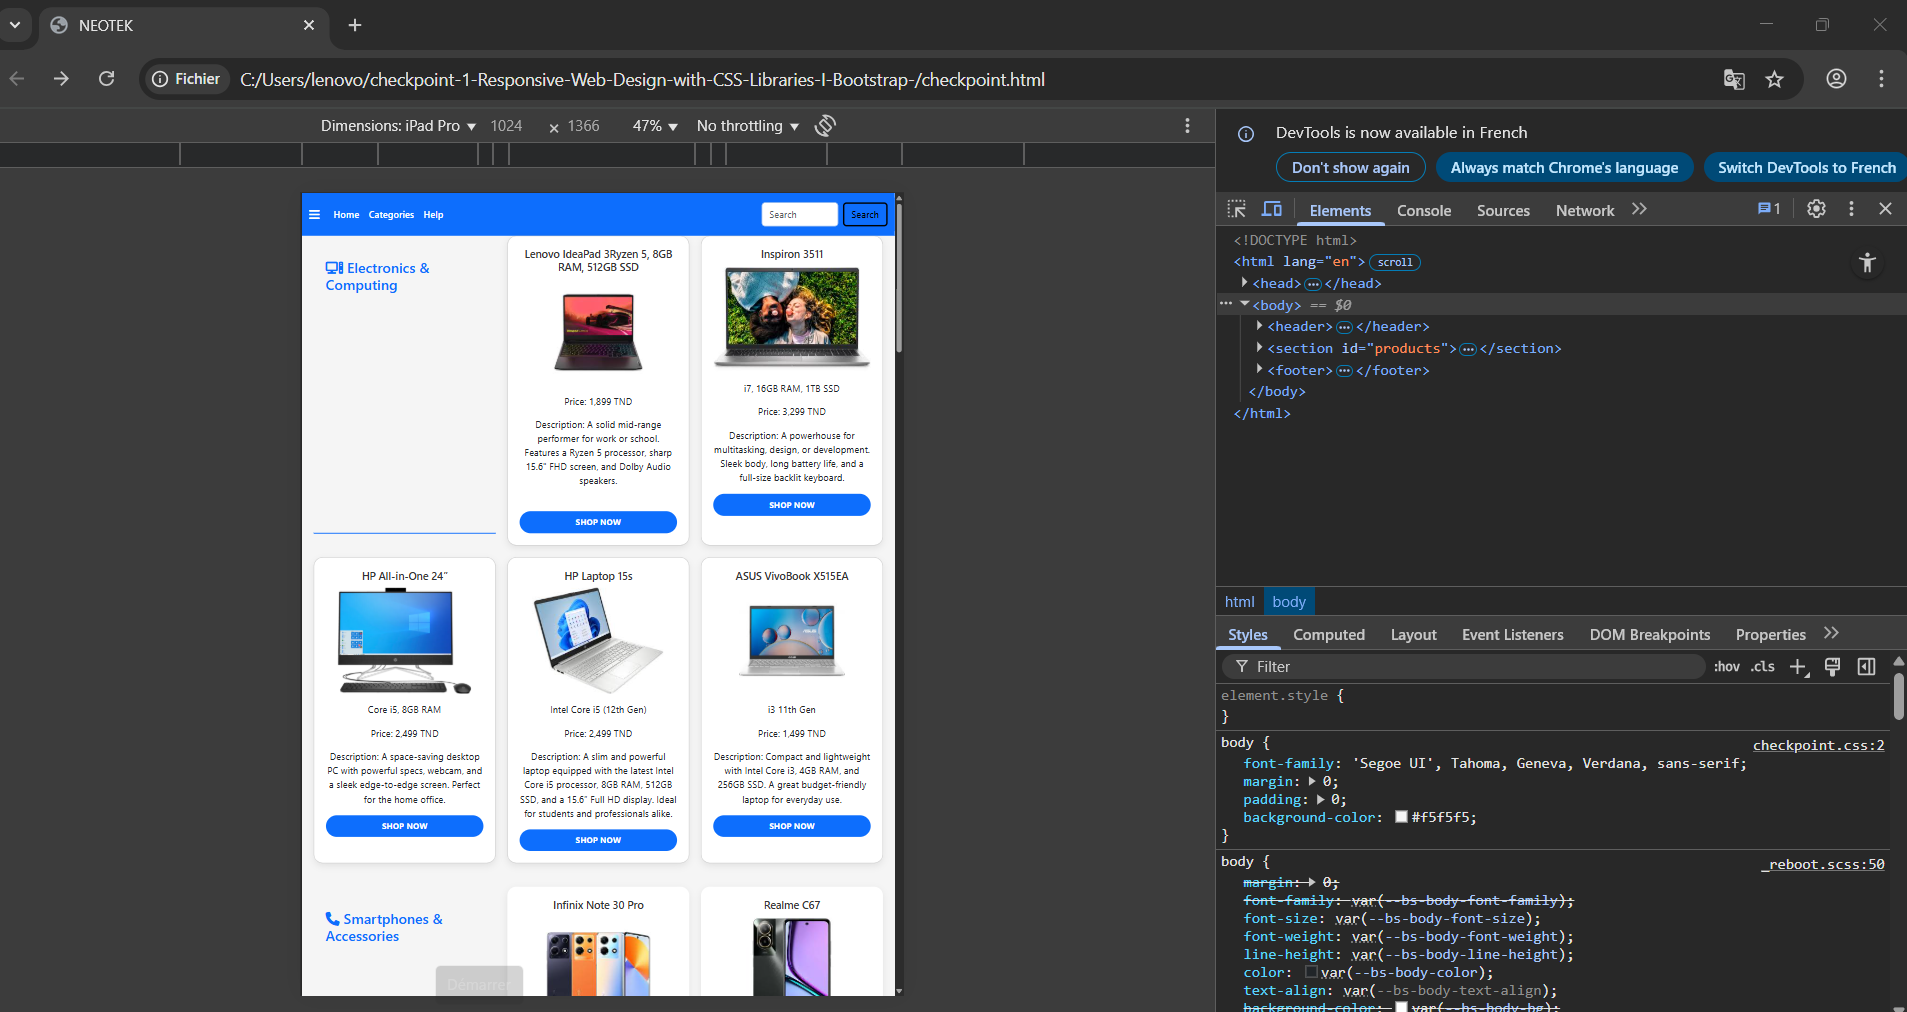 NEOTEK
Fichier C:/Users/lenovo/checkpoint-1-Responsive-Web-Design-with-CSS-Libraries-I-Bootstrap-/checkpoint.html
Dimensions: iPad Pro 1024 x 1366 47% No throttling
Home Categories Help Search Search
Electronics &
Computing
Lenovo IdeaPad 3Ryzen 5, 8GB
RAM, 512GB SSD
Price: 1,899 TND
Description: A solid mid-range
performer for work or school.
Features a Ryzen 5 processor, sharp
15.6" FHD screen, and Dolby Audio
speakers.
SHOP NOW
Inspiron 3511
i7, 16GB RAM, 1TB SSD
Price: 3,299 TND
Description: A powerhouse for
multitasking, design, or development.
Sleek body, long battery life, and a
full-size backlit keyboard.
SHOP NOW
HP All-in-One 24"
Core i5, 8GB RAM
Price: 2,499 TND
Description: A space-saving desktop
PC with powerful specs, webcam, and
a sleek edge-to-edge screen. Perfect
for the home office.
SHOP NOW
HP Laptop 15s
Intel Core i5 (12th Gen)
Price: 2,499 TND
Description: A slim and powerful
laptop equipped with the latest Intel
Core i5 processor, 8GB RAM, 512GB
SSD, and a 15.6" Full HD display. Ideal
for students and professionals alike.
SHOP NOW
ASUS VivoBook X515EA
i3 11th Gen
Price: 1,499 TND
Description: Compact and lightweight
with Intel Core i3, 4GB RAM, and
256GB SSD. A great budget-friendly
laptop for everyday use.
SHOP NOW
Smartphones &
Accessories
Infinix Note 30 Pro
Realme C67
Démarrer
DevTools is now available in French
Don't show again Always match Chrome's language Switch DevTools to French
Elements Console Sources Network 1
<!DOCTYPE html>
<html lang="en"> scroll
<head> ... </head>
... <body> == $0
<header> ... </header>
<section id="products"> ... </section>
<footer> ... </footer>
</body>
</html>
html body
Styles Computed Layout Event Listeners DOM Breakpoints Properties
Filter :hov .cls
element.style {
}
body { checkpoint.css:2
font-family: 'Segoe UI', Tahoma, Geneva, Verdana, sans-serif;
margin: 0;
padding: 0;
background-color: #f5f5f5;
}
body { _reboot.scss:50
margin: 0;
font-family: var(--bs-body-font-family);
font-size: var(--bs-body-font-size);
font-weight: var(--bs-body-font-weight);
line-height: var(--bs-body-line-height);
color: var(--bs-body-color);
text-align: var(--bs-body-text-align);
background-color: var(--bs-body-bg);